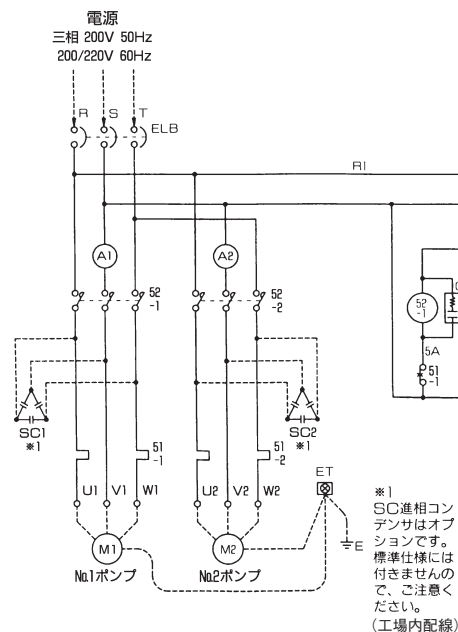 電源
三相 200V 50Hz
200/220V 60Hz
R S T
ELB
R1
A1 A2
52
-1
52
-2
52
-1
5A
51
-1
SC1
※1
SC2
※1
51
-1
51
-2
ET
U1 V1 W1 U2 V2 W2
M1 M2
E
№1ポンプ №2ポンプ
※1
SC進相コン
デンサはオプ
ションです。
標準仕様には
付きませんの
で、ご注意く
ださい。
(工場内配線)